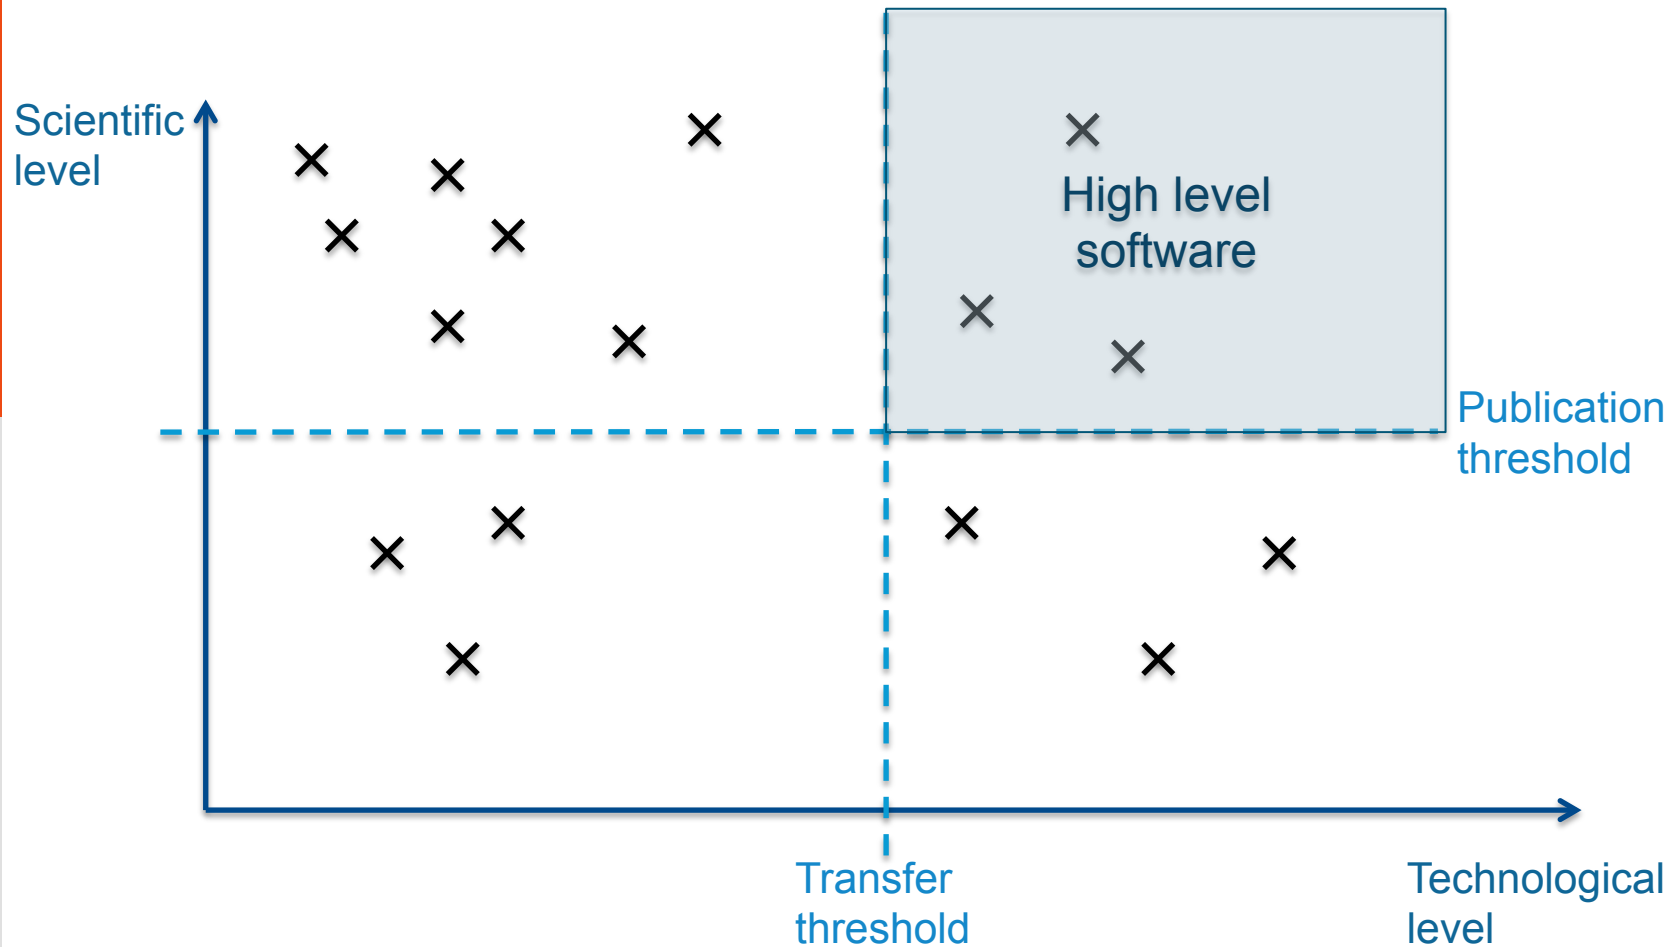 Scientific
level
High level
software
Publication
threshold
Transfer
threshold
Technological
level